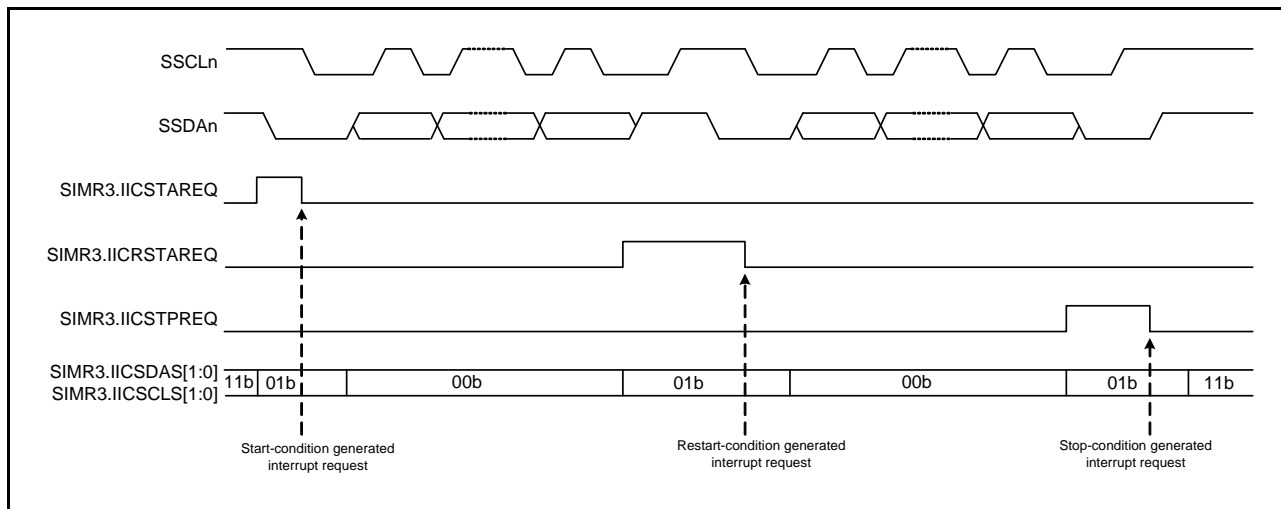 SSCLn
SSDAn
SIMR3.IICSTAREQ
SIMR3.IICRSTAREQ
SIMR3.IICSTPREQ
SIMR3.IICSDAS[1:0]
SIMR3.IICSCLS[1:0]
11b 01b 00b 01b 00b 01b 11b
Start-condition generated
interrupt request
Restart-condition generated
interrupt request
Stop-condition generated
interrupt request